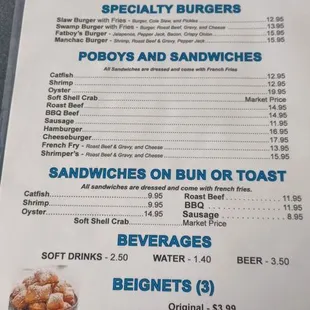 SPECIALTY BURGERS
Slaw Burger with Fries - Burger, Cole Slaw, and Pickles 12.95
Swamp Burger with Fries - Burger, Roast Beef, Gravy, and Cheese 13.95
Fatboy's Burger - Jalapenos, Pepper Jack, Bacon, Crispy Onion 15.95
Manchac Burger - Shrimp, Roast Beef & Gravy, Pepper Jack 15.95
POBOYS AND SANDWICHES
All Sandwiches are dressed and come with French Fries
Catfish 12.95
Shrimp 12.95
Oyster 19.95
Soft Shell Crab Market Price
Roast Beef 14.95
BBQ Beef 14.95
Sausage 11.95
Hamburger 16.95
Cheeseburger 17.95
French Fry - Roast Beef & Gravy, and Cheese 13.95
Shrimper's - Roast Beef & Gravy, and Cheese 15.95
SANDWICHES ON BUN OR TOAST
All sandwiches are dressed and come with french fries.
Catfish 9.95 Roast Beef 11.95
Shrimp 9.95 BBQ 11.95
Oyster 14.95 Sausage 8.95
Soft Shell Crab Market Price
BEVERAGES
SOFT DRINKS - 2.50 WATER - 1.40 BEER - 3.50
BEIGNETS (3)
Original - $3.99